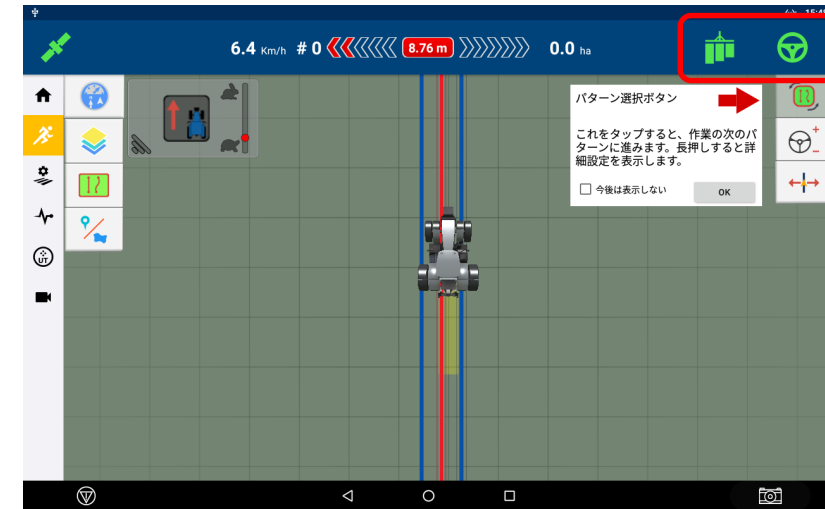 6.4 Km/h # 0 8.76 m 0.0 ha
パターン選択ボタン
これをタップすると、作業の次のパ
ターンに進みます。長押しすると詳
細設定を表示します。
今後は表示しない
OK
UT